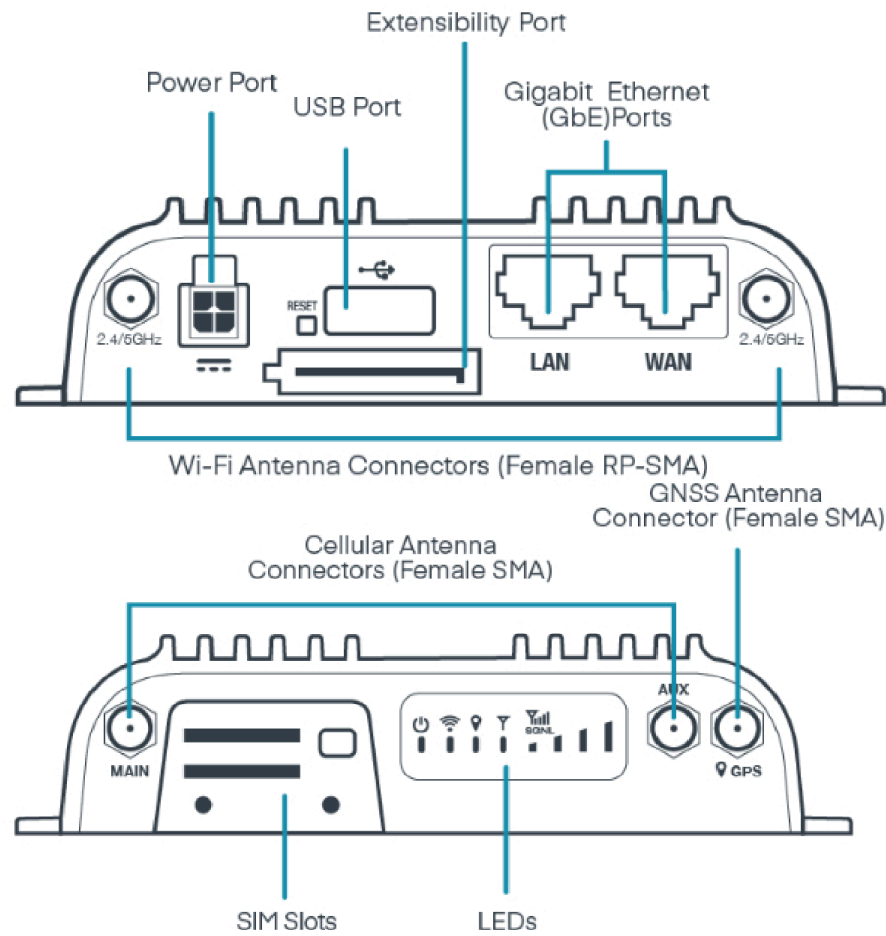 Extensibility Port
Power Port
USB Port
Gigabit Ethernet
(GbE)Ports
RESET
2.4/5GHz
2.4/5GHz
LAN
WAN
Wi-Fi Antenna Connectors (Female RP-SMA)
GNSS Antenna
Connector (Female SMA)
Cellular Antenna
Connectors (Female SMA)
AUX
SGNL
MAIN
GPS
SIM Slots
LEDs